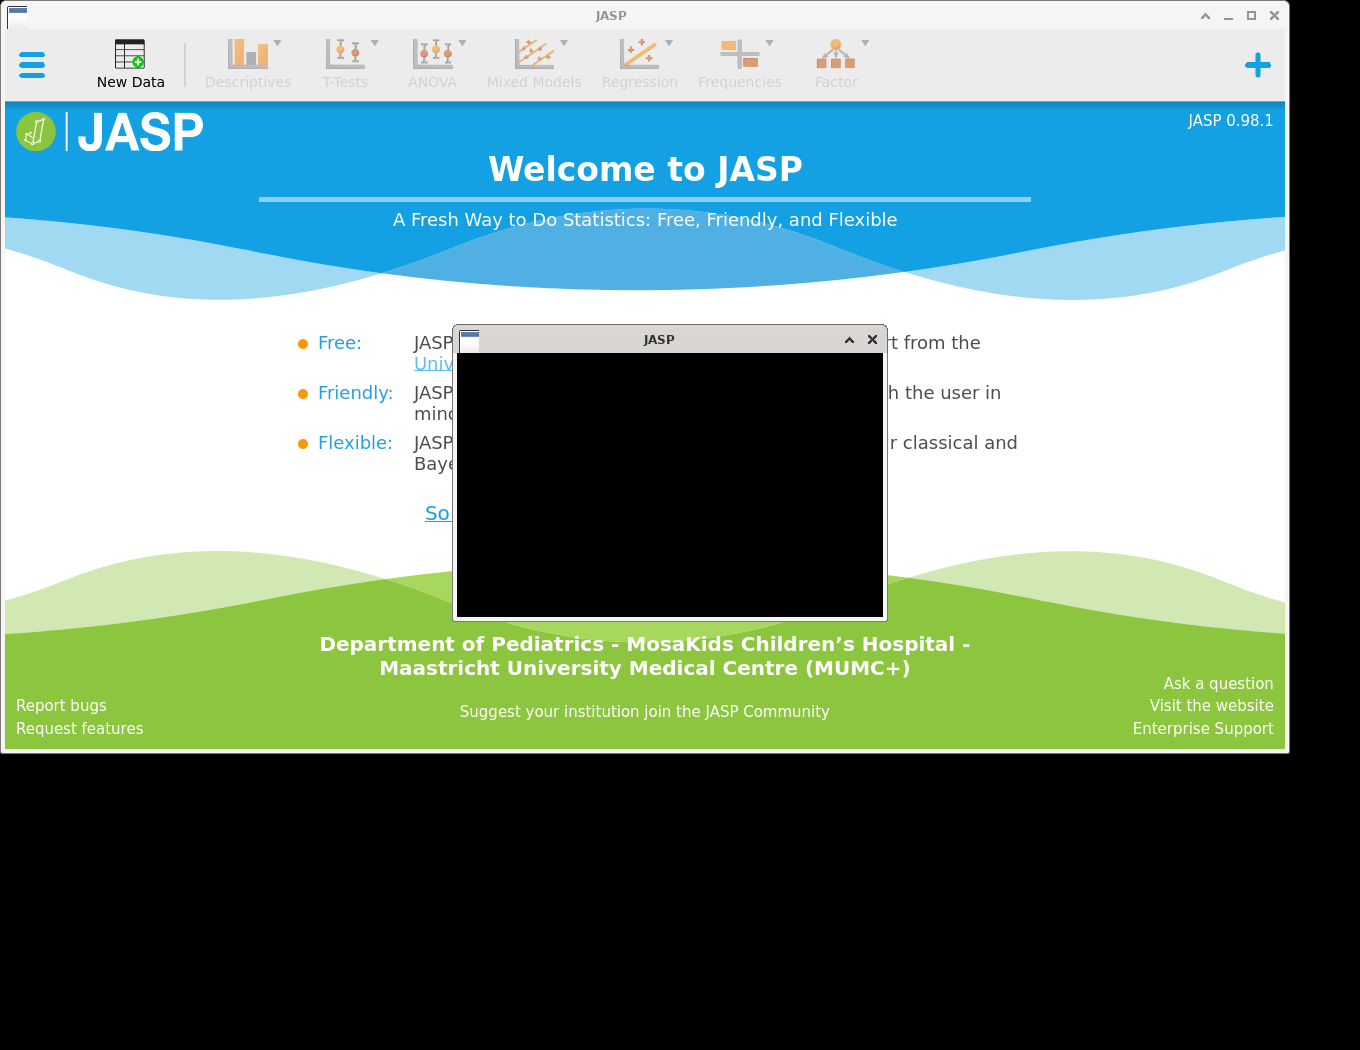 JASP
New Data
Descriptives
T-Tests
ANOVA
Mixed Models
Regression
Frequencies
Factor
JASP
JASP 0.98.1
Welcome to JASP
A Fresh Way to Do Statistics: Free, Friendly, and Flexible
JASP
Free: JASP from the
Friendly: JASP the user in
Flexible: JASP classical and
So
Department of Pediatrics - MosaKids Children’s Hospital -
Maastricht University Medical Centre (MUMC+)
Suggest your institution join the JASP Community
Report bugs
Request features
Ask a question
Visit the website
Enterprise Support